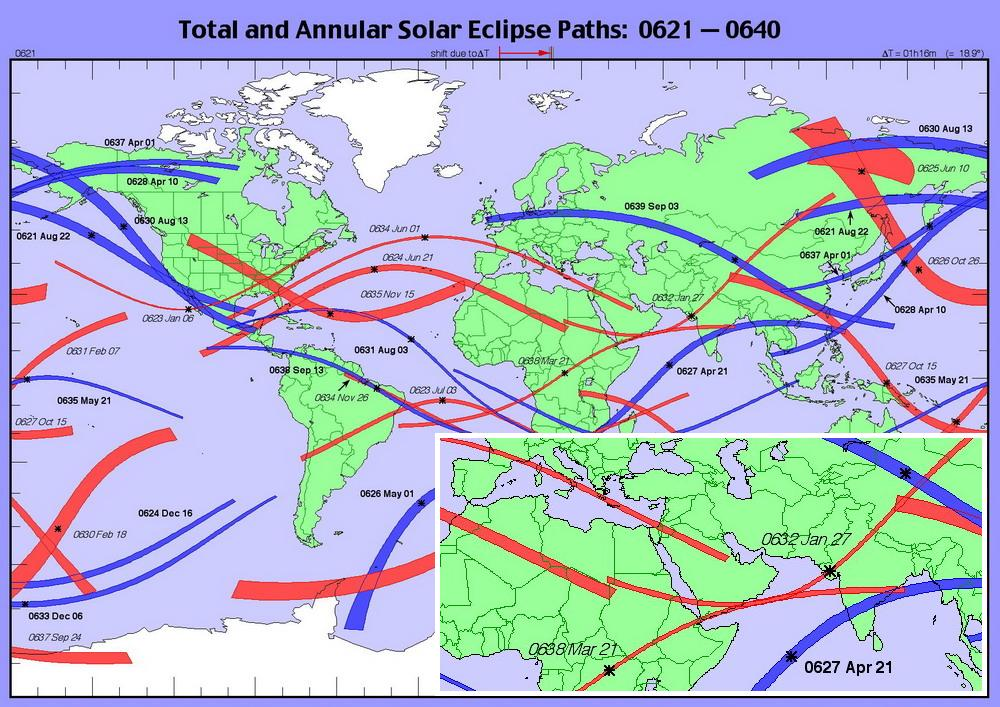 Total and Annular Solar Eclipse Paths: 0621 — 0640
0621
shift due to ΔT
ΔT = 01h16m (= 18.9°)
0637 Apr 01
0628 Apr 10
0630 Aug 13
0621 Aug 22
0623 Jan 06
0631 Feb 07
0635 May 21
0627 Oct 15
0624 Dec 16
0630 Feb 18
0633 Dec 06
0637 Sep 24
0634 Jun 01
0624 Jun 21
0635 Nov 15
0631 Aug 03
0638 Sep 13
0634 Nov 26
0623 Jul 03
0626 May 01
0639 Sep 03
0632 Jan 27
0638 Mar 21
0627 Apr 21
0630 Aug 13
0625 Jun 10
0621 Aug 22
0637 Apr 01
0626 Oct 26
0628 Apr 10
0627 Oct 15
0635 May 21
0632 Jan 27
0638 Mar 21
0627 Apr 21